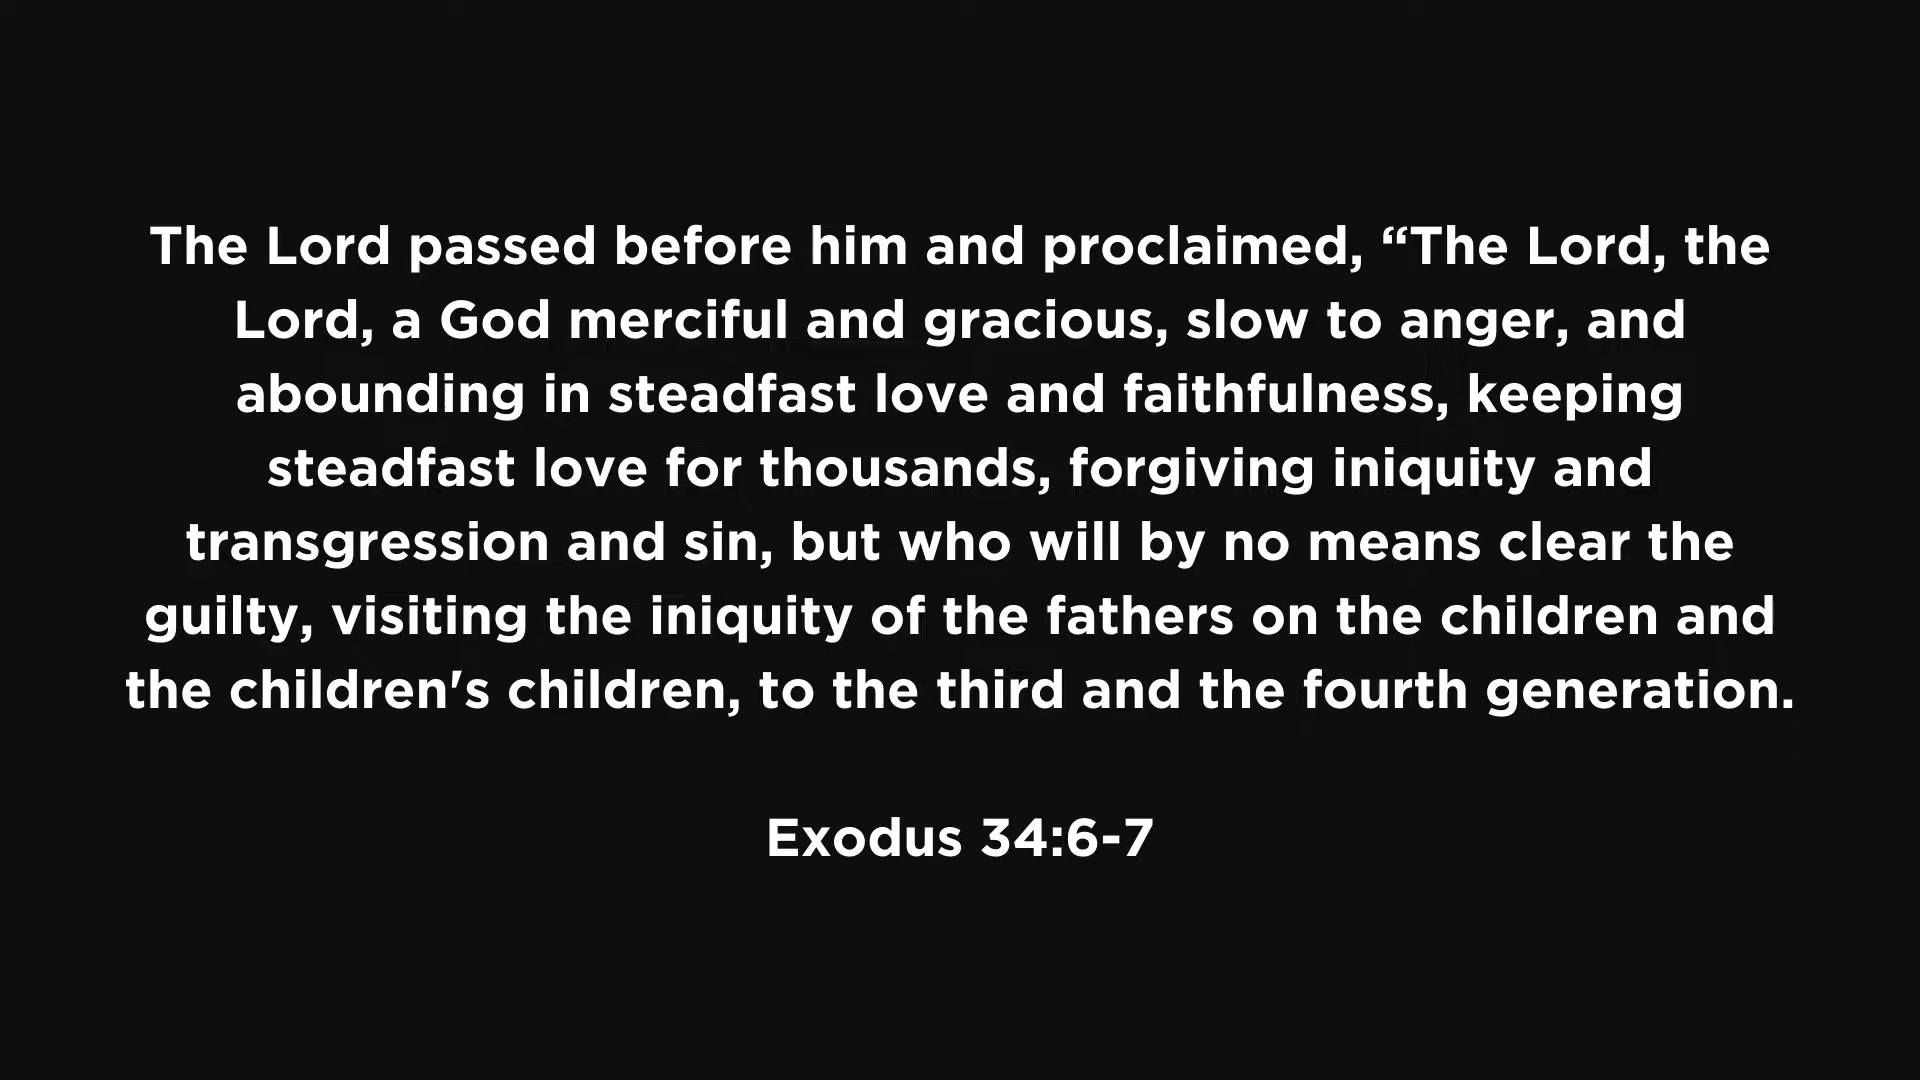 The Lord passed before him and proclaimed, “The Lord, the
Lord, a God merciful and gracious, slow to anger, and
abounding in steadfast love and faithfulness, keeping
steadfast love for thousands, forgiving iniquity and
transgression and sin, but who will by no means clear the
guilty, visiting the iniquity of the fathers on the children and
the children's children, to the third and the fourth generation.
Exodus 34:6-7